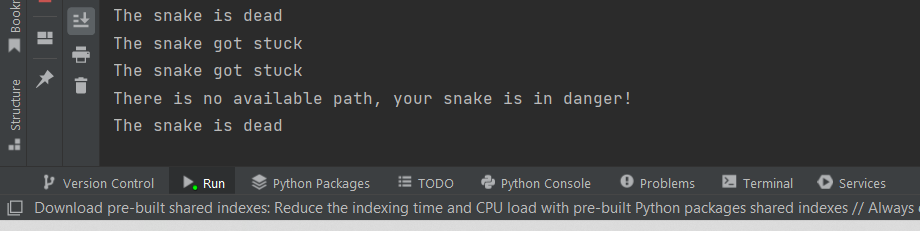 The snake is dead
The snake got stuck
The snake got stuck
There is no available path, your snake is in danger!
The snake is dead
Structure
Version Control
Run
Python Packages
TODO
Python Console
Problems
Terminal
Services
Download pre-built shared indexes: Reduce the indexing time and CPU load with pre-built Python packages shared indexes // Always